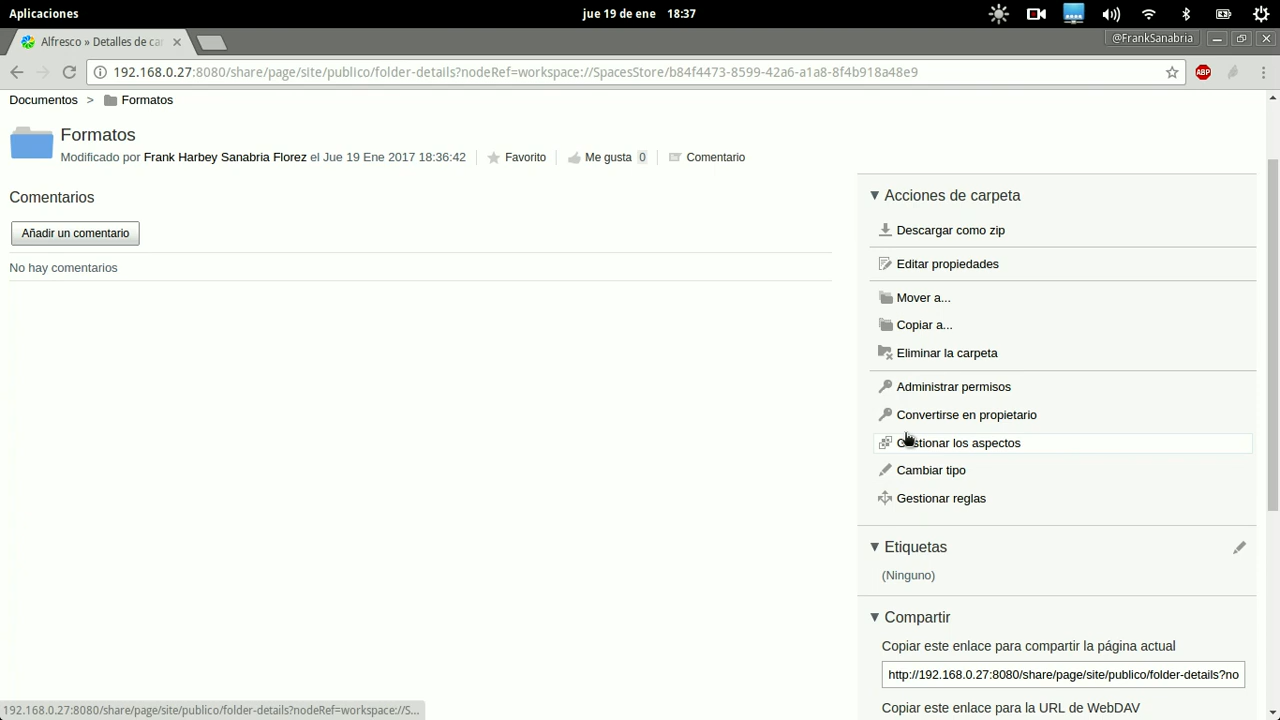 Aplicaciones
jue 19 de ene 18:37
Alfresco » Detalles de ca
@FrankSanabria
192.168.0.27:8080/share/page/site/publico/folder-details?nodeRef=workspace://SpacesStore/b84f4473-8599-42a6-a1a8-8f4b918a48e9
ABP
Documentos > Formatos
Formatos
Modificado por Frank Harbey Sanabria Florez el Jue 19 Ene 2017 18:36:42 Favorito Me gusta 0 Comentario
Comentarios
Añadir un comentario
No hay comentarios
Acciones de carpeta
Descargar como zip
Editar propiedades
Mover a...
Copiar a...
Eliminar la carpeta
Administrar permisos
Convertirse en propietario
Gestionar los aspectos
Cambiar tipo
Gestionar reglas
Etiquetas
(Ninguno)
Compartir
Copiar este enlace para compartir la página actual
http://192.168.0.27:8080/share/page/site/publico/folder-details?no
Copiar este enlace para la URL de WebDAV
192.168.0.27:8080/share/page/site/publico/folder-details?nodeRef=workspace://S...